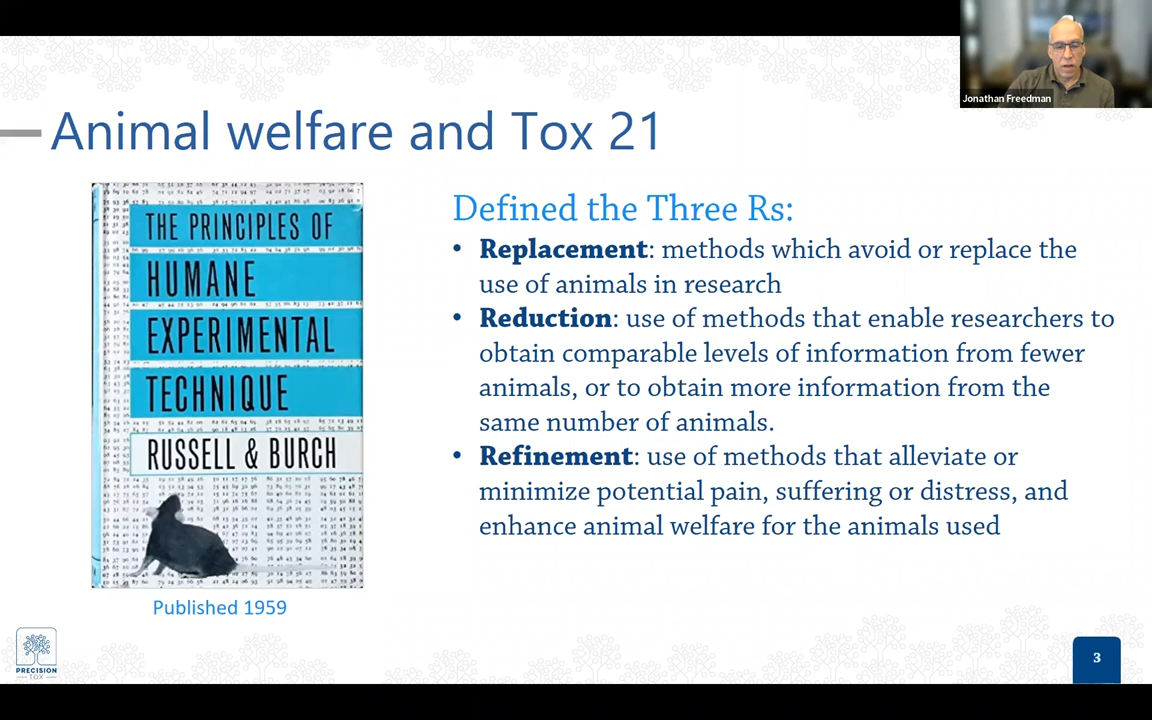 Jonathan Freedman
Animal welfare and Tox 21
THE PRINCIPLES OF
HUMANE
EXPERIMENTAL
TECHNIQUE
RUSSELL & BURCH
Published 1959
Defined the Three Rs:
• Replacement: methods which avoid or replace the
use of animals in research
• Reduction: use of methods that enable researchers to
obtain comparable levels of information from fewer
animals, or to obtain more information from the
same number of animals.
• Refinement: use of methods that alleviate or
minimize potential pain, suffering or distress, and
enhance animal welfare for the animals used
PRECISION
TOX
3